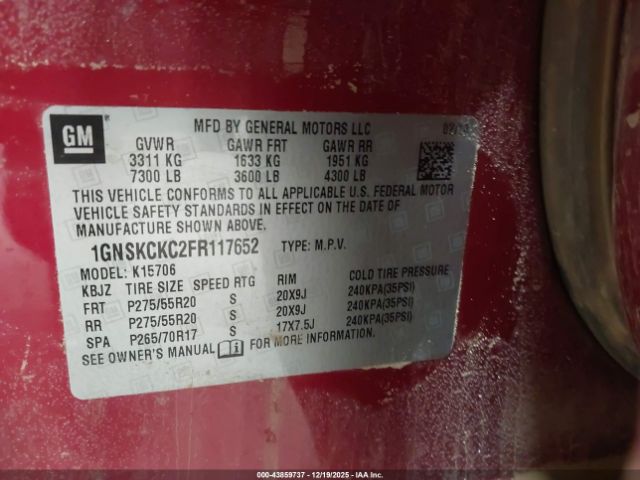 GM
MFD BY GENERAL MOTORS LLC
GVWR GAWR FRT GAWR RR
3311 KG 1633 KG 1951 KG
7300 LB 3600 LB 4300 LB
THIS VEHICLE CONFORMS TO ALL APPLICABLE U.S. FEDERAL MOTOR
VEHICLE SAFETY STANDARDS IN EFFECT ON THE DATE OF
MANUFACTURE SHOWN ABOVE.
1GNSKCKC2FR117652 TYPE: M.P.V.
MODEL: K15706
KBJZ TIRE SIZE SPEED RTG RIM COLD TIRE PRESSURE
FRT P275/55R20 S 20X9J 240KPA(35PSI)
RR P275/55R20 S 20X9J 240KPA(35PSI)
SPA P265/70R17 S 17X7.5J 240KPA(35PSI)
SEE OWNER'S MANUAL FOR MORE INFORMATION.
000-43859737 - 12/19/2025 - IAA Inc.